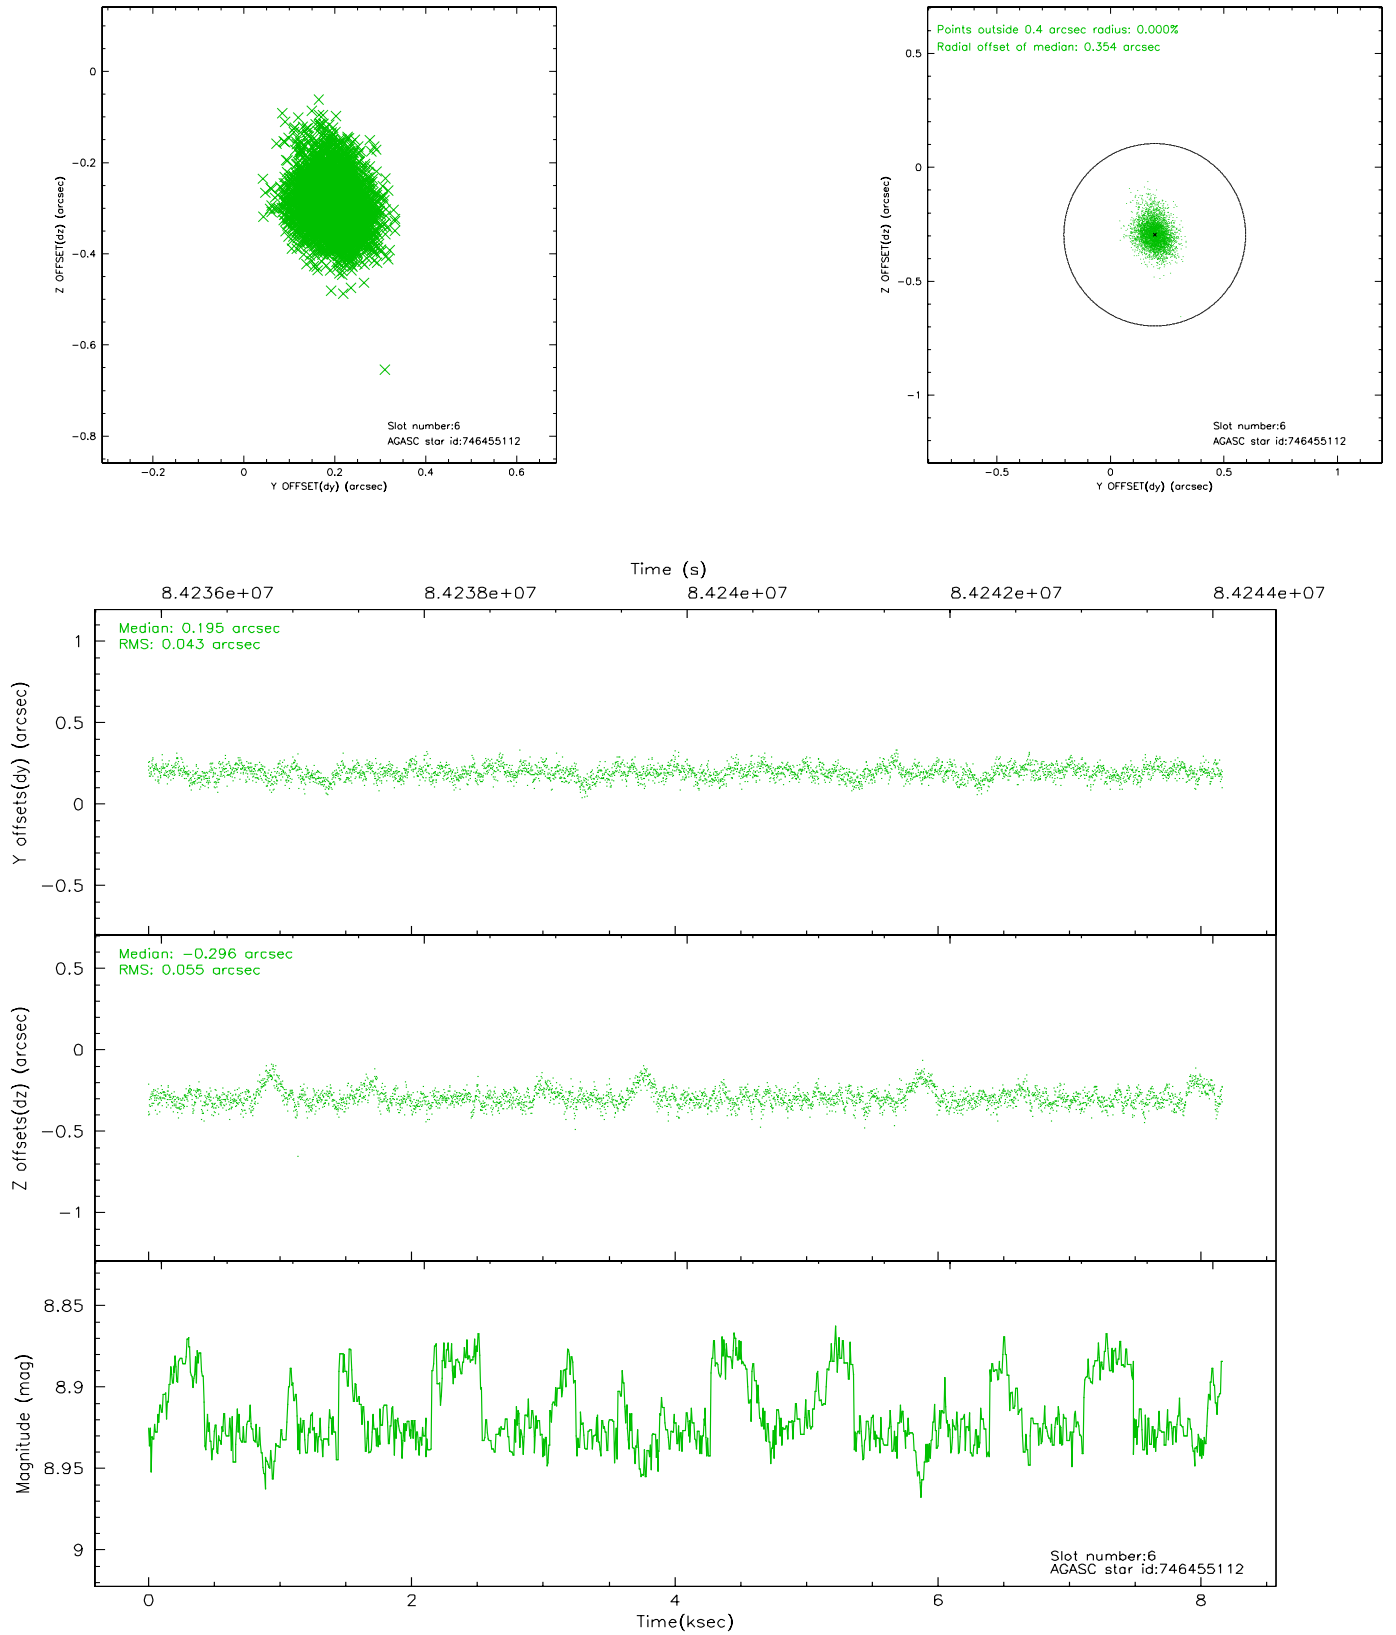 0
−0.2
−0.4
−0.6
−0.8
Z OFFSET(dz) (arcsec)
Slot number:6
AGASC star id:746455112
−0.2
0
0.2
0.4
0.6
Y OFFSET(dy) (arcsec)
Points outside 0.4 arcsec radius: 0.000%
Radial offset of median: 0.354 arcsec
0.5
0
−0.5
−1
Z OFFSET(dz) (arcsec)
Slot number:6
AGASC star id:746455112
−0.5
0
0.5
1
Y OFFSET(dy) (arcsec)
Time (s)
8.4236e+07
8.4238e+07
8.424e+07
8.4242e+07
8.4244e+07
Median: 0.195 arcsec
RMS: 0.043 arcsec
1
0.5
0
−0.5
Y offsets(dy) (arcsec)
Median: −0.296 arcsec
RMS: 0.055 arcsec
0.5
0
−0.5
−1
Z offsets(dz) (arcsec)
8.85
8.9
8.95
9
Magnitude (mag)
Slot number:6
AGASC star id:746455112
0
2
4
6
8
Time(ksec)